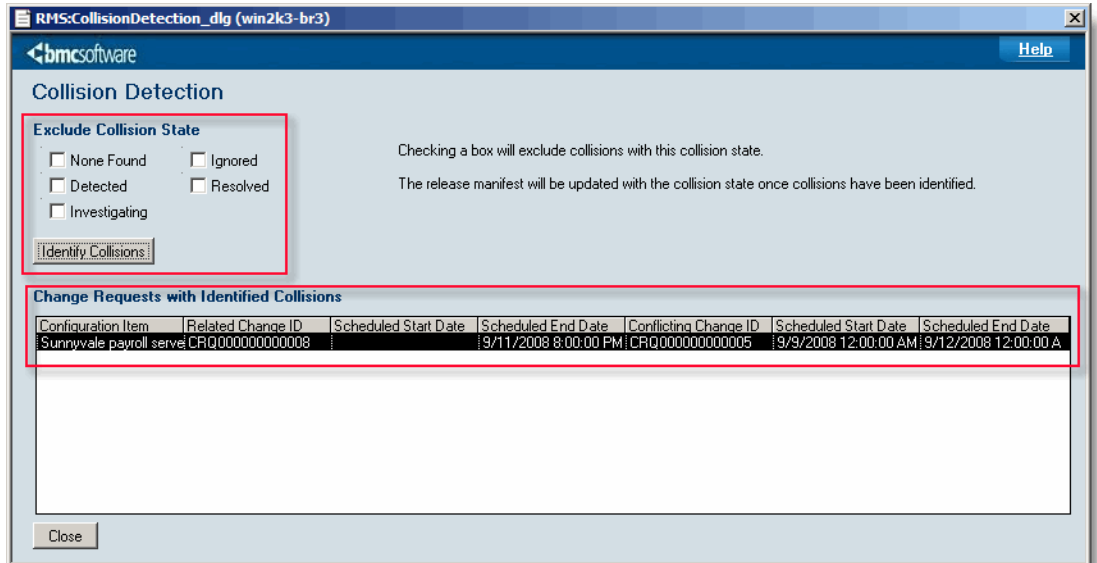 RMS:CollisionDetection_dlg (win2k3-br3)
bmcsoftware
Help
Collision Detection
Exclude Collision State
None Found Ignored
Detected Resolved
Investigating
Checking a box will exclude collisions with this collision state.
The release manifest will be updated with the collision state once collisions have been identified.
Identify Collisions
Change Requests with Identified Collisions
Configuration Item Related Change ID Scheduled Start Date Scheduled End Date Conflicting Change ID Scheduled Start Date Scheduled End Date
Sunnyvale payroll serve CRQ000000000008 9/11/2008 8:00:00 PM CRQ000000000005 9/9/2008 12:00:00 AM 9/12/2008 12:00:00 A
Close